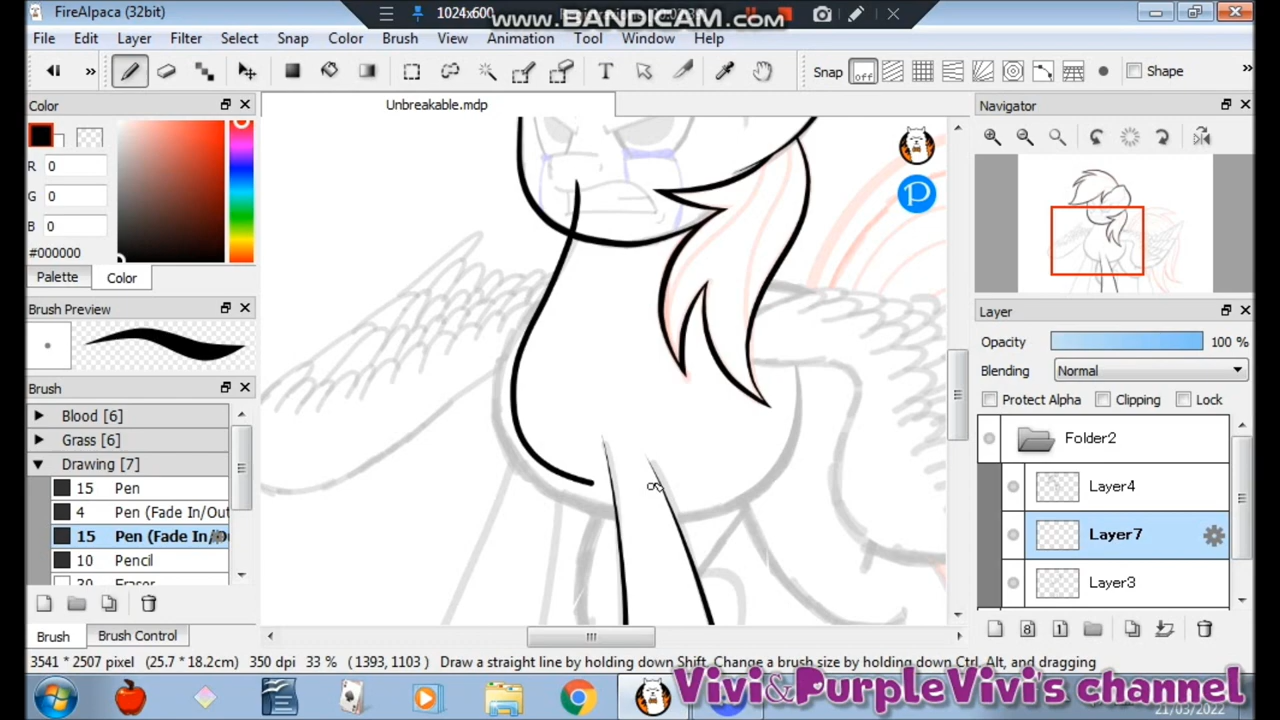 FireAlpaca (32bit)
1024x600
www.BANDICAM.com
File Edit Layer Filter Select Snap Color Brush View Animation Tool Window Help
Snap off Shape
Color
Unbreakable.mdp
Navigator
R 0
G 0
B 0
#000000
Palette Color
Brush Preview
Layer
Opacity 100 %
Blending Normal
Protect Alpha Clipping Lock
Brush
Blood [6]
Grass [6]
Drawing [7]
15 Pen
4 Pen (Fade In/Out
15 Pen (Fade In/
10 Pencil
Folder2
Layer4
Layer7
Layer3
Brush Brush Control
3541 * 2507 pixel (25.7 * 18.2cm) 350 dpi 33 % (1393, 1103) Draw a straight line by holding down Shift, Change a brush size by holding down Ctrl, Alt, and dragging
Vivi&PurpleVivi's channel
21/03/2022